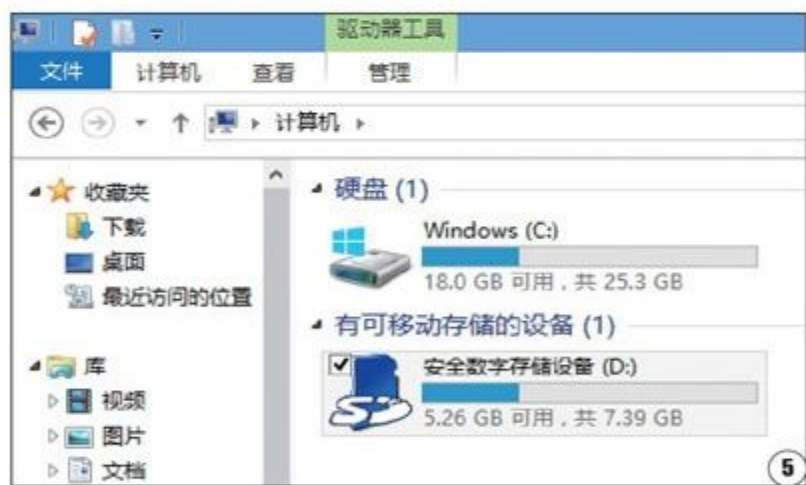 驱动器工具
文件 计算机 查看 管理
计算机
收藏夹
下载
桌面
最近访问的位置
库
视频
图片
文档
硬盘 (1)
Windows (C:)
18.0 GB 可用，共 25.3 GB
有可移动存储的设备 (1)
安全数字存储设备 (D:)
5.26 GB 可用，共 7.39 GB
SD
5